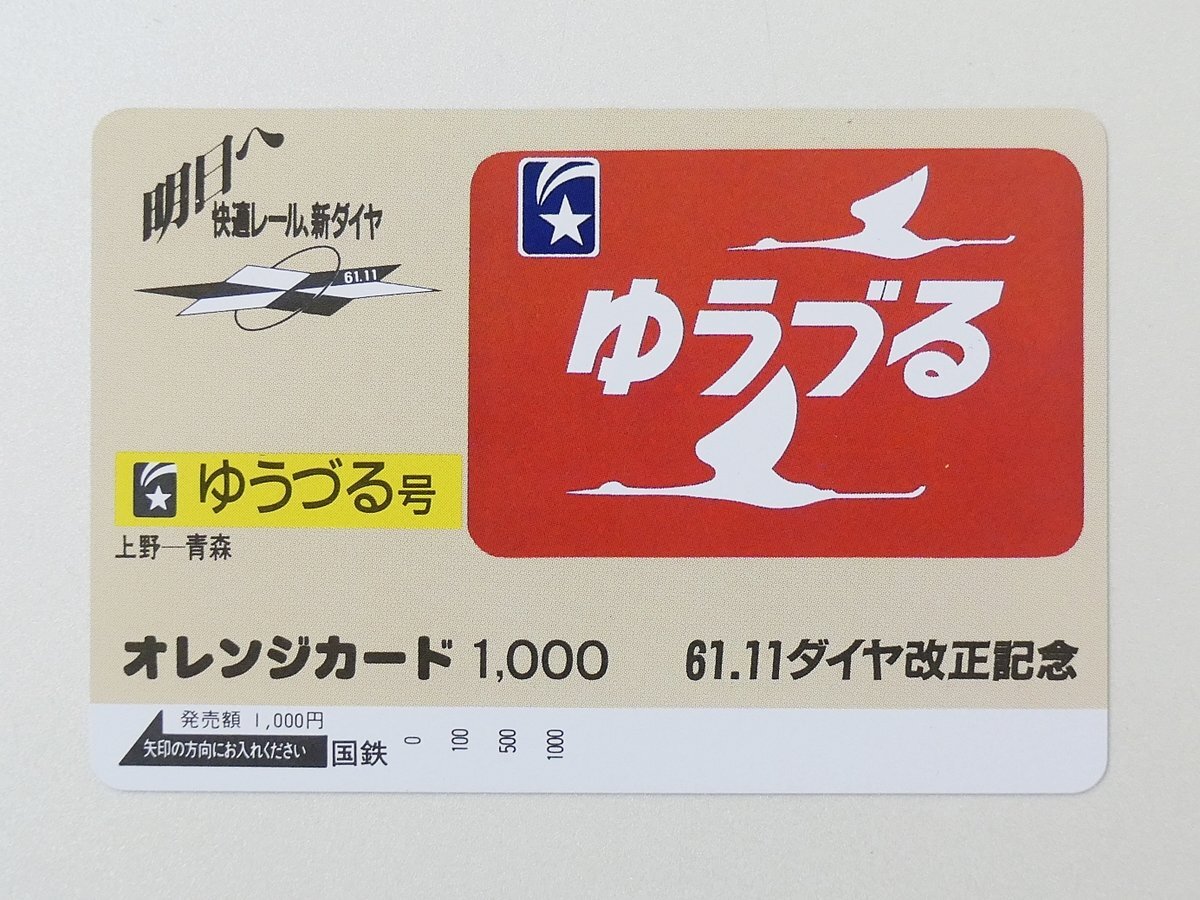 明日へ
快適レール、新ダイヤ
61.11
ゆうづる
ゆうづる号
上野―青森
オレンジカード 1,000
61.11ダイヤ改正記念
発売額 1,000円
矢印の方向にお入れください
国鉄
0 100 500 1000